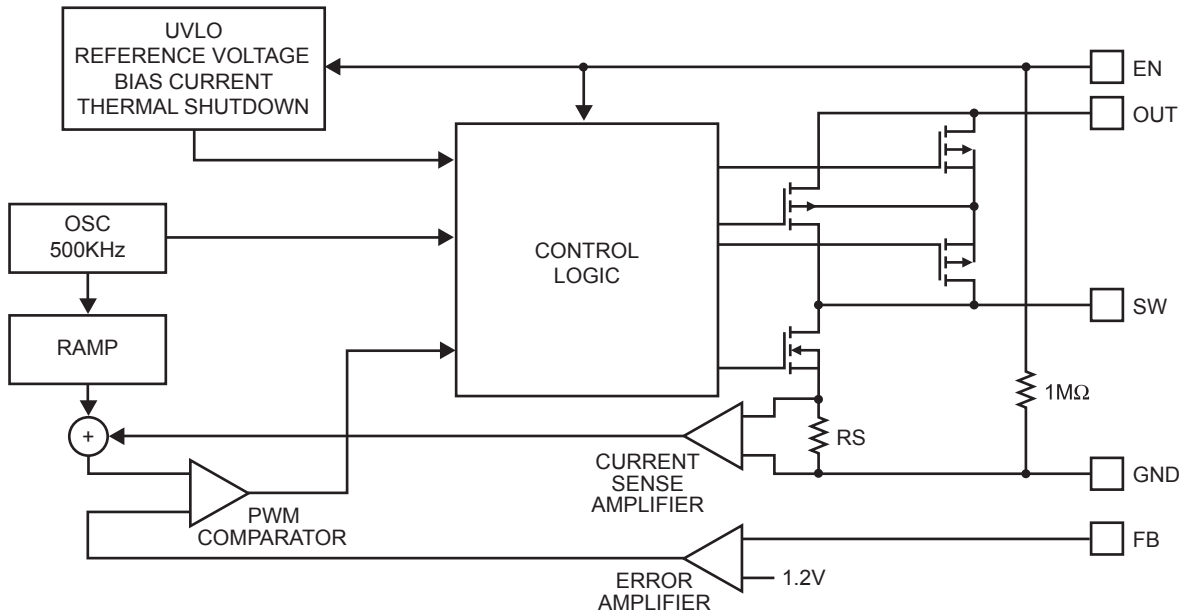 UVLO
REFERENCE VOLTAGE
BIAS CURRENT
THERMAL SHUTDOWN
EN
OUT
OSC
500KHz
CONTROL
LOGIC
SW
RAMP
1MΩ
+
RS
CURRENT
SENSE
AMPLIFIER
GND
PWM
COMPARATOR
FB
1.2V
ERROR
AMPLIFIER